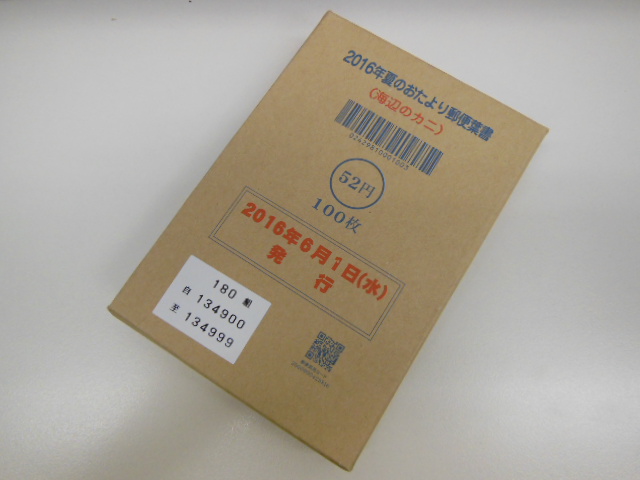 2016年夏のおたより郵便葉書
(海辺のカニ)
02429810001003
52円
100枚
2016年6月1日(水)
発行
180 組
自 134900
至 134999